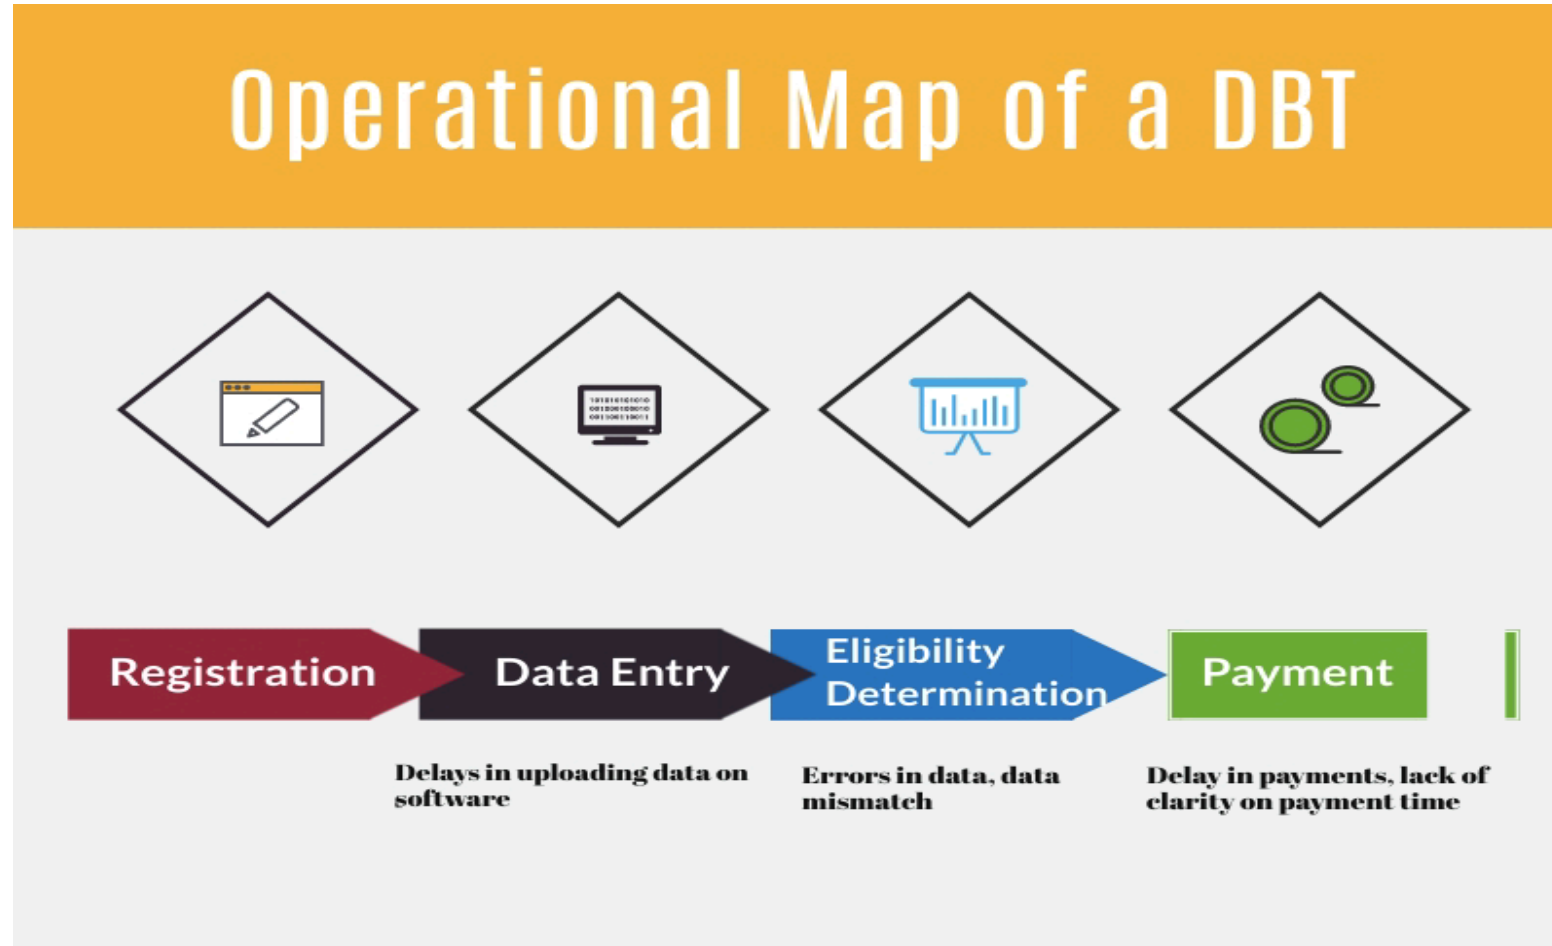 Operational Map of a DBT
Registration
Data Entry
Eligibility
Determination
Payment
Delays in uploading data on
software
Errors in data, data
mismatch
Delay in payments, lack of
clarity on payment time